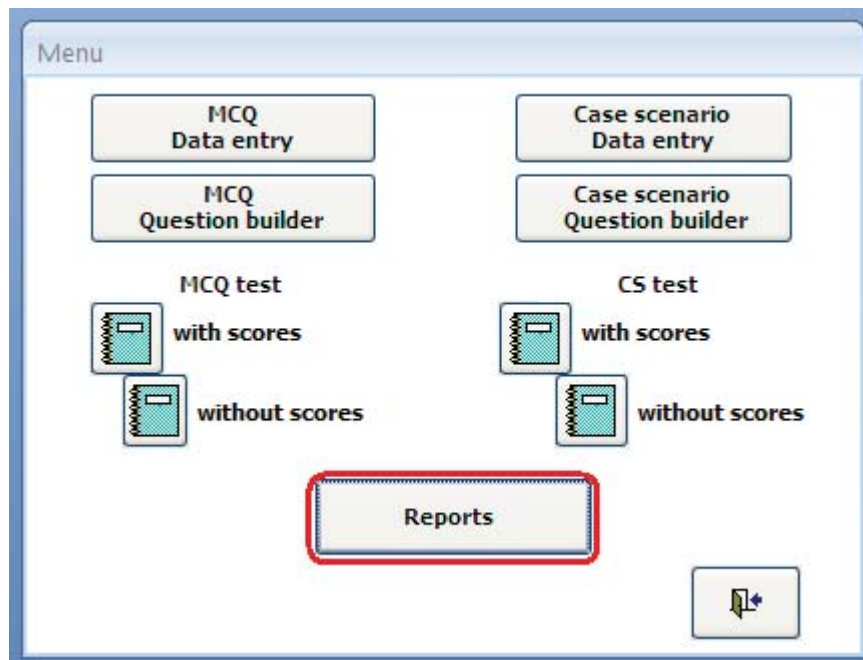 Menu
MCQ
Data entry
Case scenario
Data entry
MCQ
Question builder
Case scenario
Question builder
MCQ test
CS test
with scores
with scores
without scores
without scores
Reports